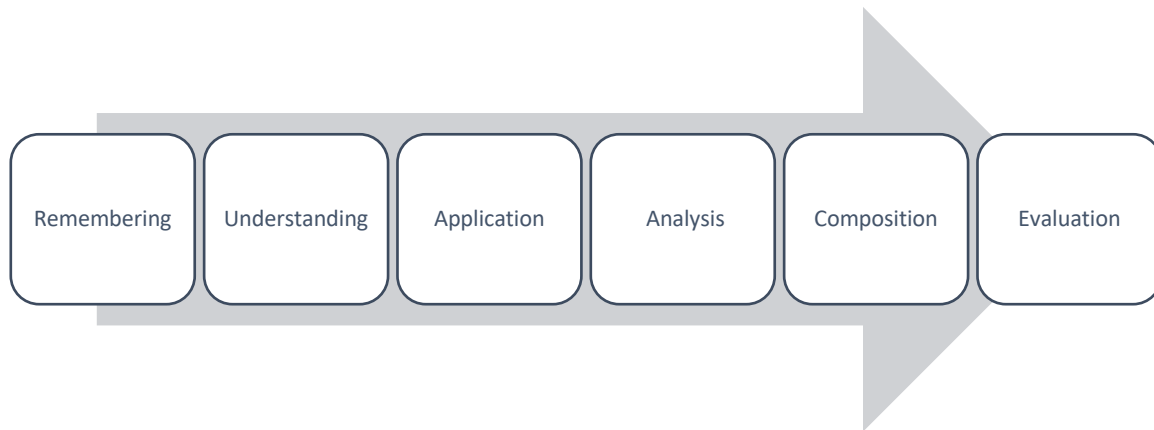 Remembering
Understanding
Application
Analysis
Composition
Evaluation